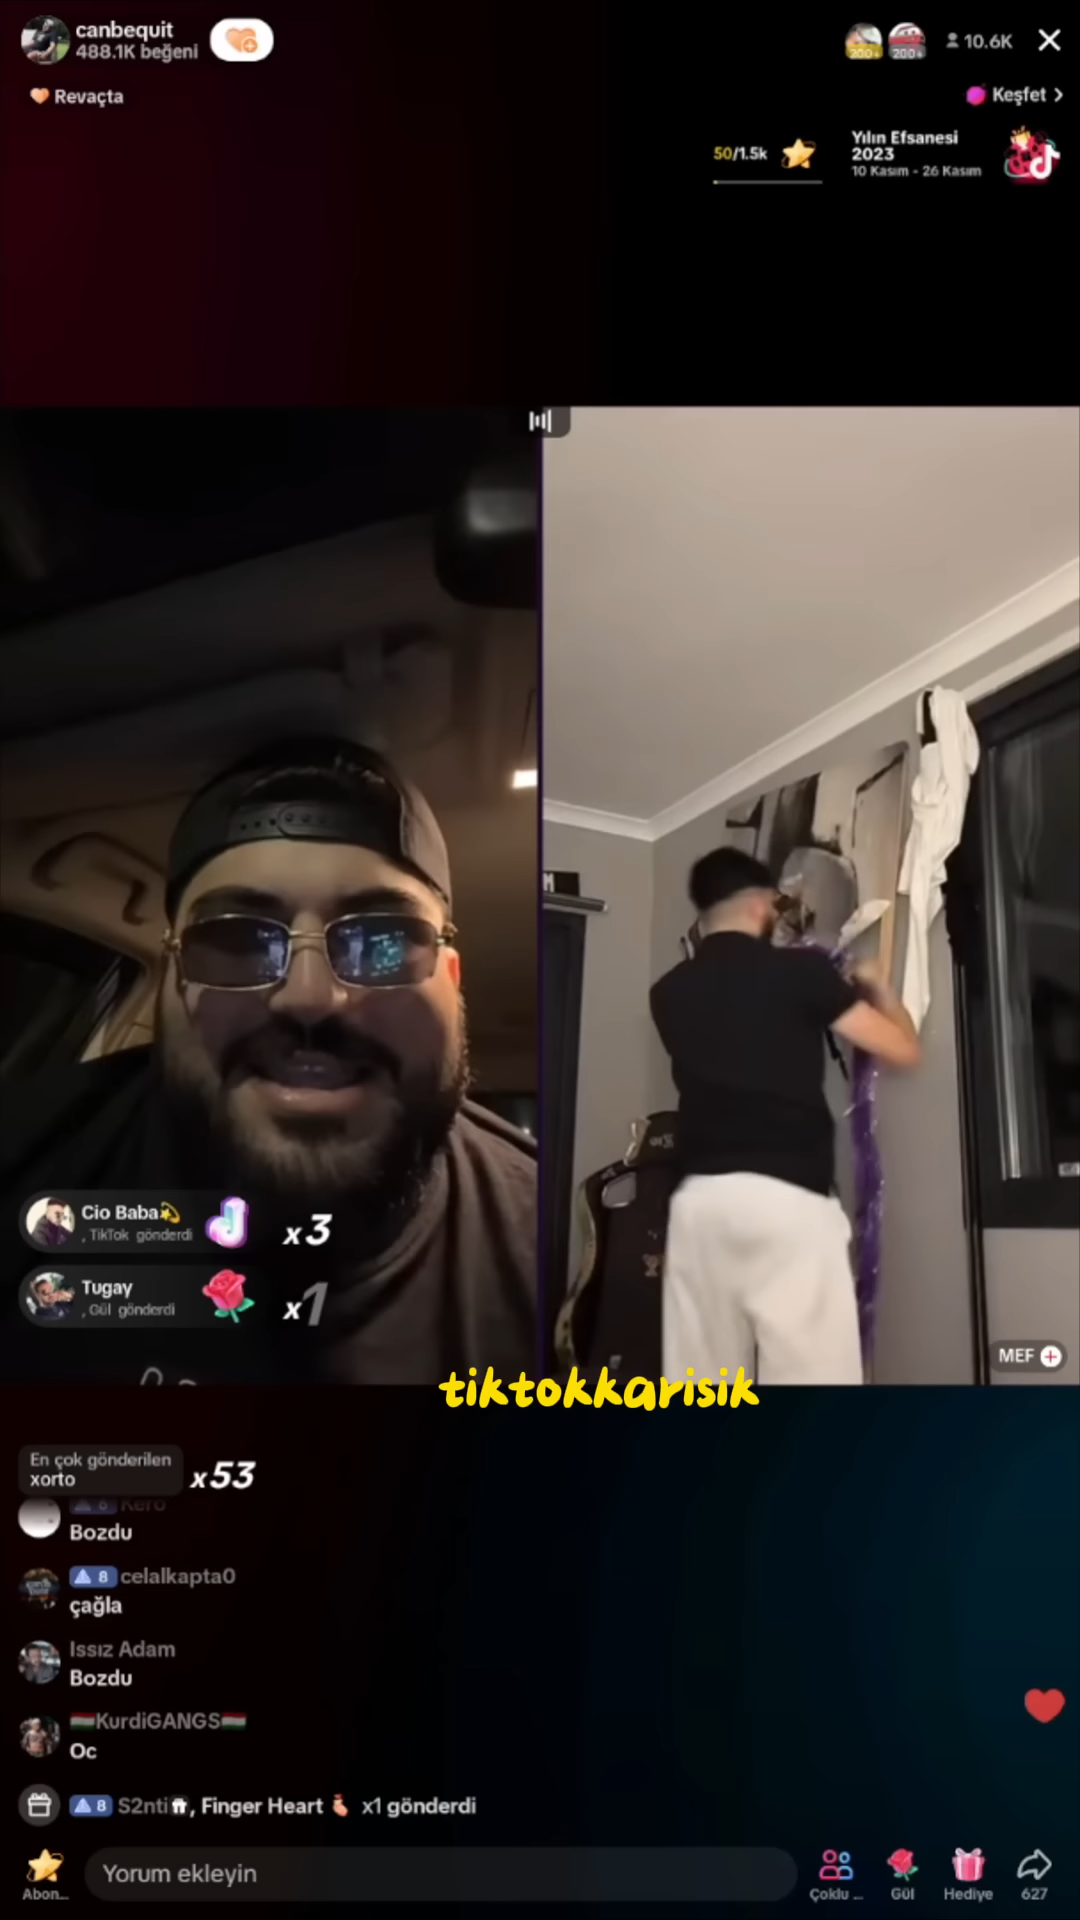 canbequit
488.1K beğeni
10.6K
Revaçta
Keşfet
50/1.5k
Yılın Efsanesi
2023
10 Kasım - 26 Kasım
Cio Baba
, TikTok gönderdi
x3
Tugay
, Gül gönderdi
x1
MEF
tiktokkarisik
En çok gönderilen
xorto
x53
6 Kero
Bozdu
8 celalkapta0
çağla
Issız Adam
Bozdu
KurdiGANGS
Oc
8 S2nti, Finger Heart x1 gönderdi
Yorum ekleyin
Abon...
Çoklu ...
Gül
Hediye
627